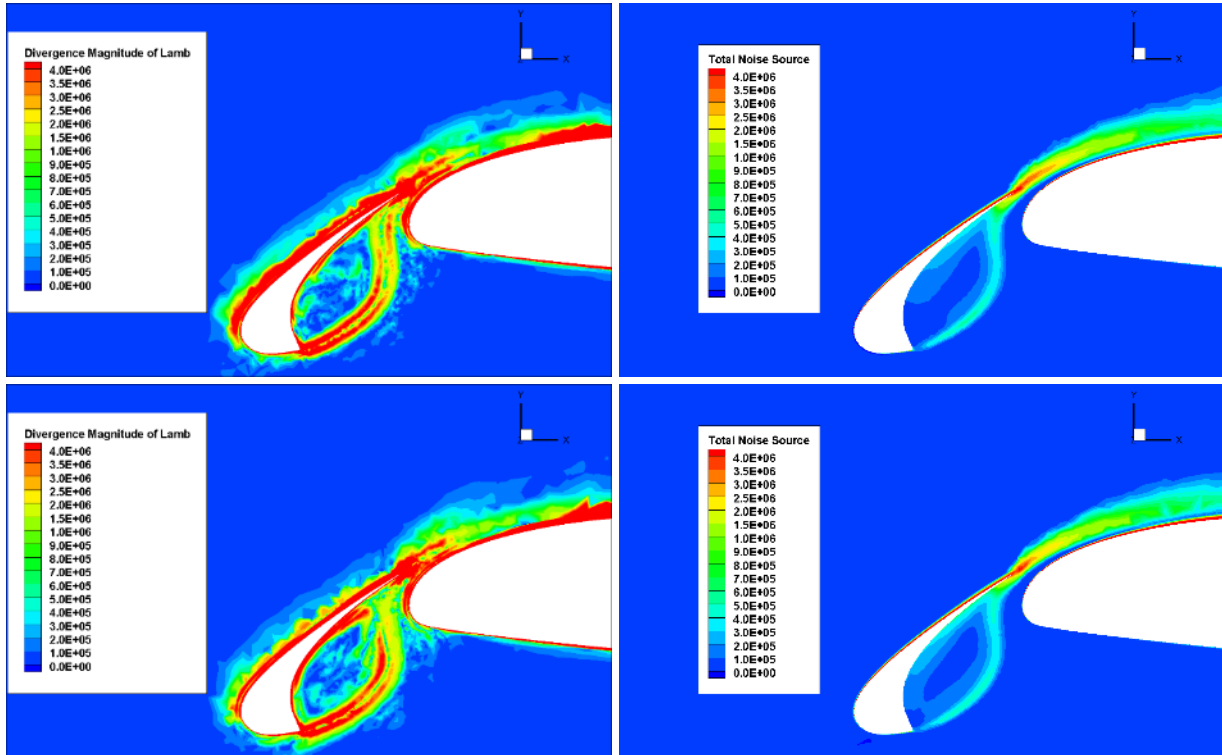 Y
X
Divergence Magnitude of Lamb
4.0E+06
3.5E+06
3.0E+06
2.5E+06
2.0E+06
1.5E+06
1.0E+06
9.0E+05
8.0E+05
7.0E+05
6.0E+05
5.0E+05
4.0E+05
3.0E+05
2.0E+05
1.0E+05
0.0E+00
Y
X
Total Noise Source
4.0E+06
3.5E+06
3.0E+06
2.5E+06
2.0E+06
1.5E+06
1.0E+06
9.0E+05
8.0E+05
7.0E+05
6.0E+05
5.0E+05
4.0E+05
3.0E+05
2.0E+05
1.0E+05
0.0E+00
Y
X
Divergence Magnitude of Lamb
4.0E+06
3.5E+06
3.0E+06
2.5E+06
2.0E+06
1.5E+06
1.0E+06
9.0E+05
8.0E+05
7.0E+05
6.0E+05
5.0E+05
4.0E+05
3.0E+05
2.0E+05
1.0E+05
0.0E+00
Y
X
Total Noise Source
4.0E+06
3.5E+06
3.0E+06
2.5E+06
2.0E+06
1.5E+06
1.0E+06
9.0E+05
8.0E+05
7.0E+05
6.0E+05
5.0E+05
4.0E+05
3.0E+05
2.0E+05
1.0E+05
0.0E+00